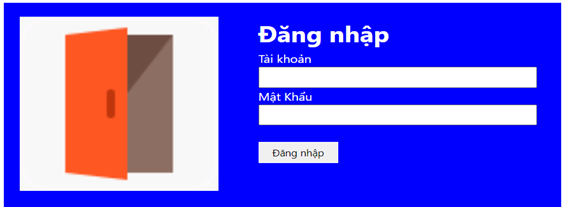 Đăng nhập
Tài khoản
Mật Khẩu
Đăng nhập